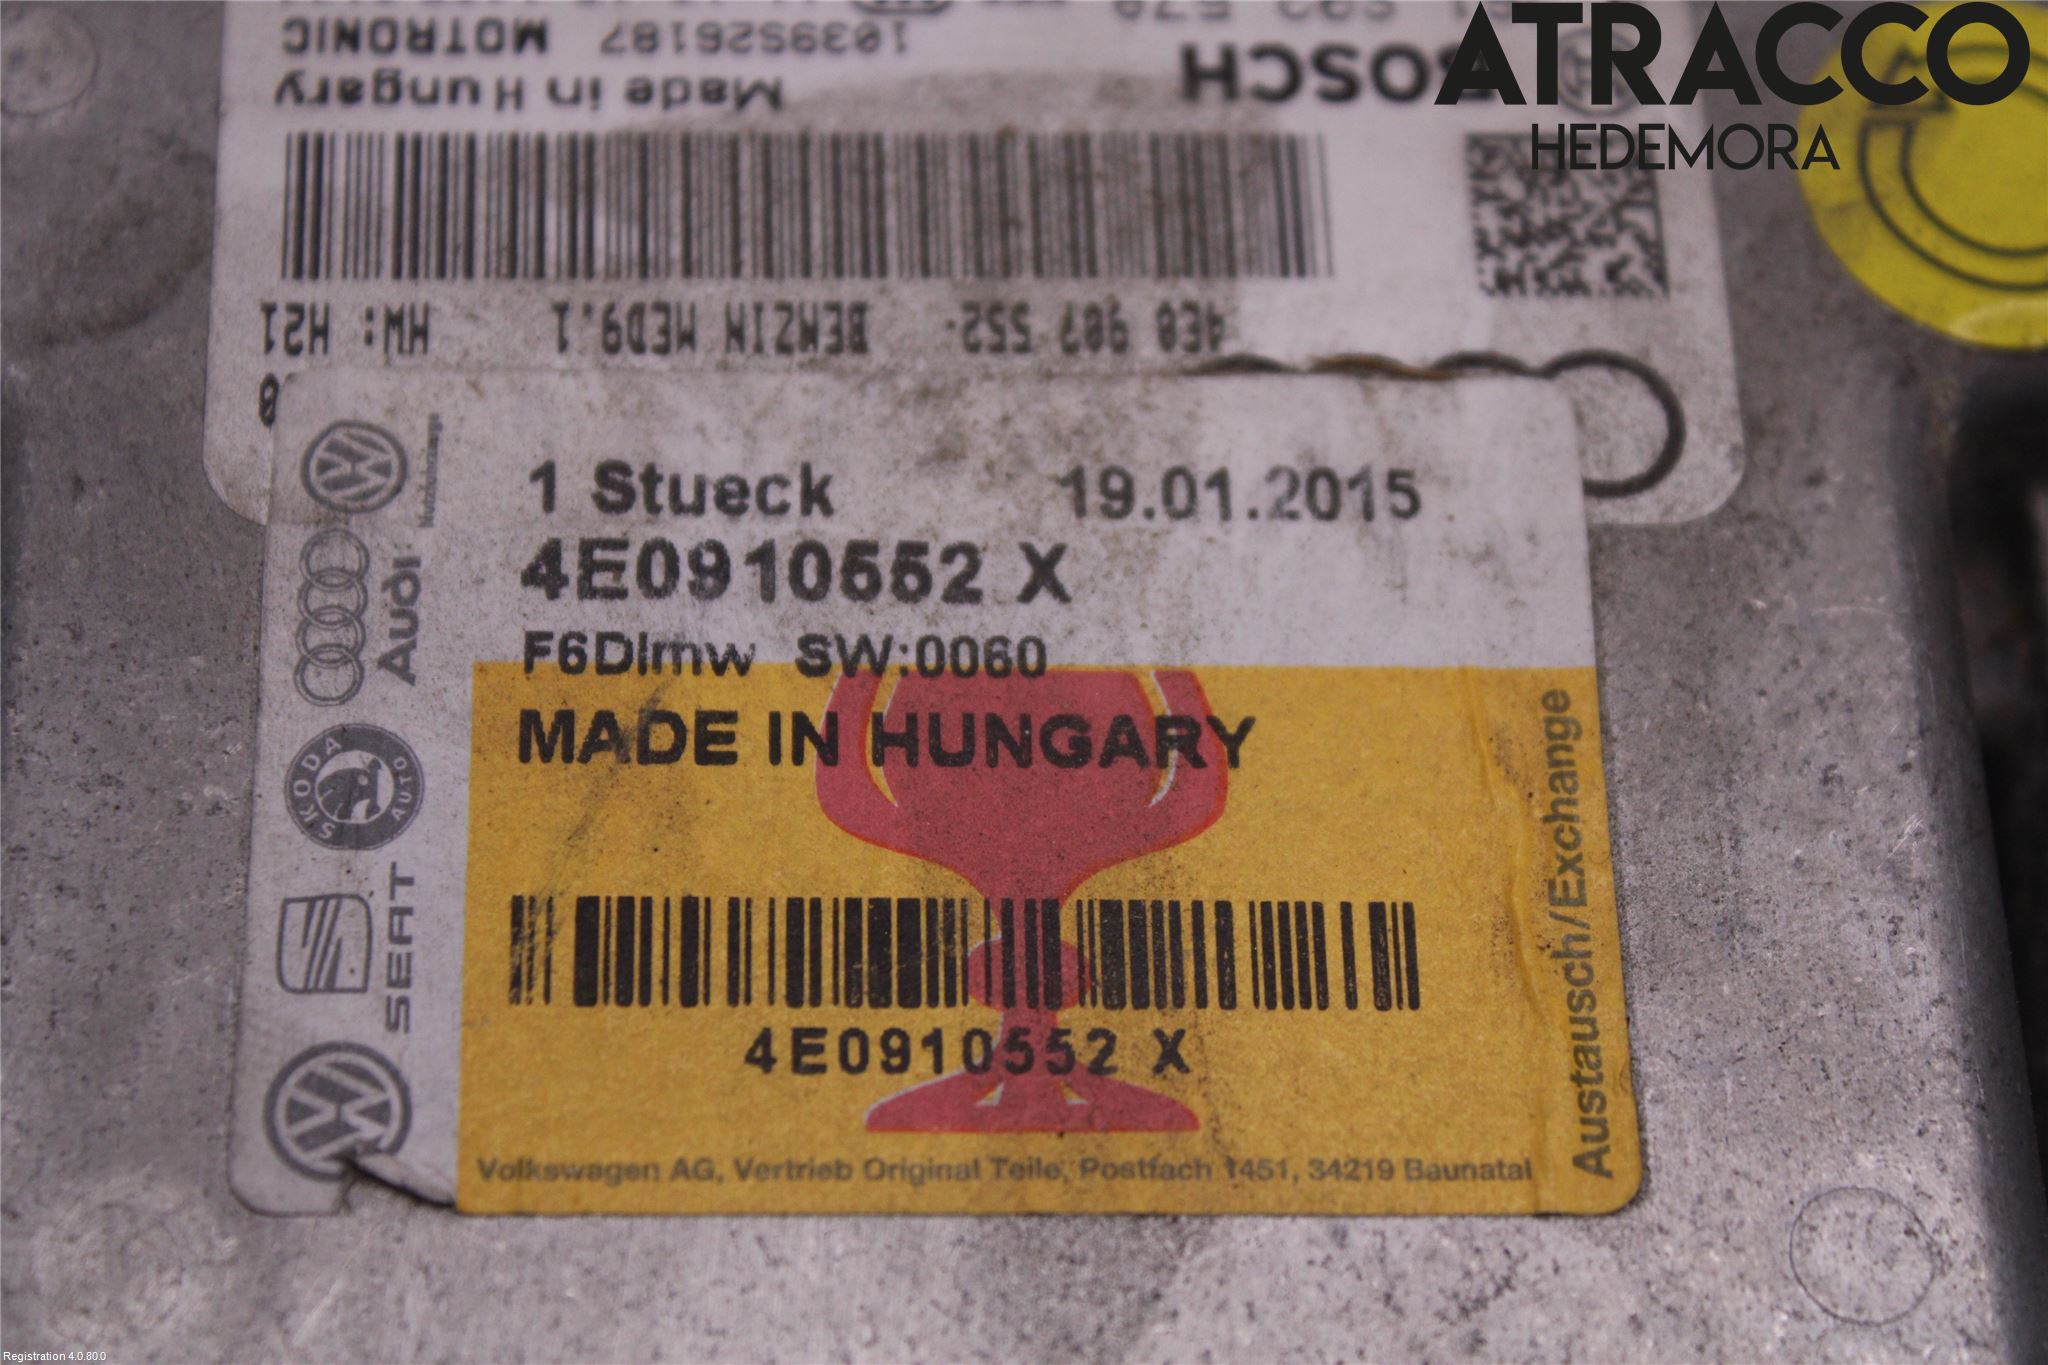 ATRACCO
HEDEMORA
BOSCH
1039S26187 MOTRONIC
Made in Hungary
4E0 907 552 BENZIN MED9.1 HW: H21
Audi
SKODA AUTO
SEAT
1 Stueck 19.01.2015
4E0910552 X
F6Dlmw SW:0060
MADE IN HUNGARY
4E0910552 X
Volkswagen AG, Vertrieb Original Teile, Postfach 1451, 34219 Baunatal
Austausch/Exchange
Registration 4.0.80.0